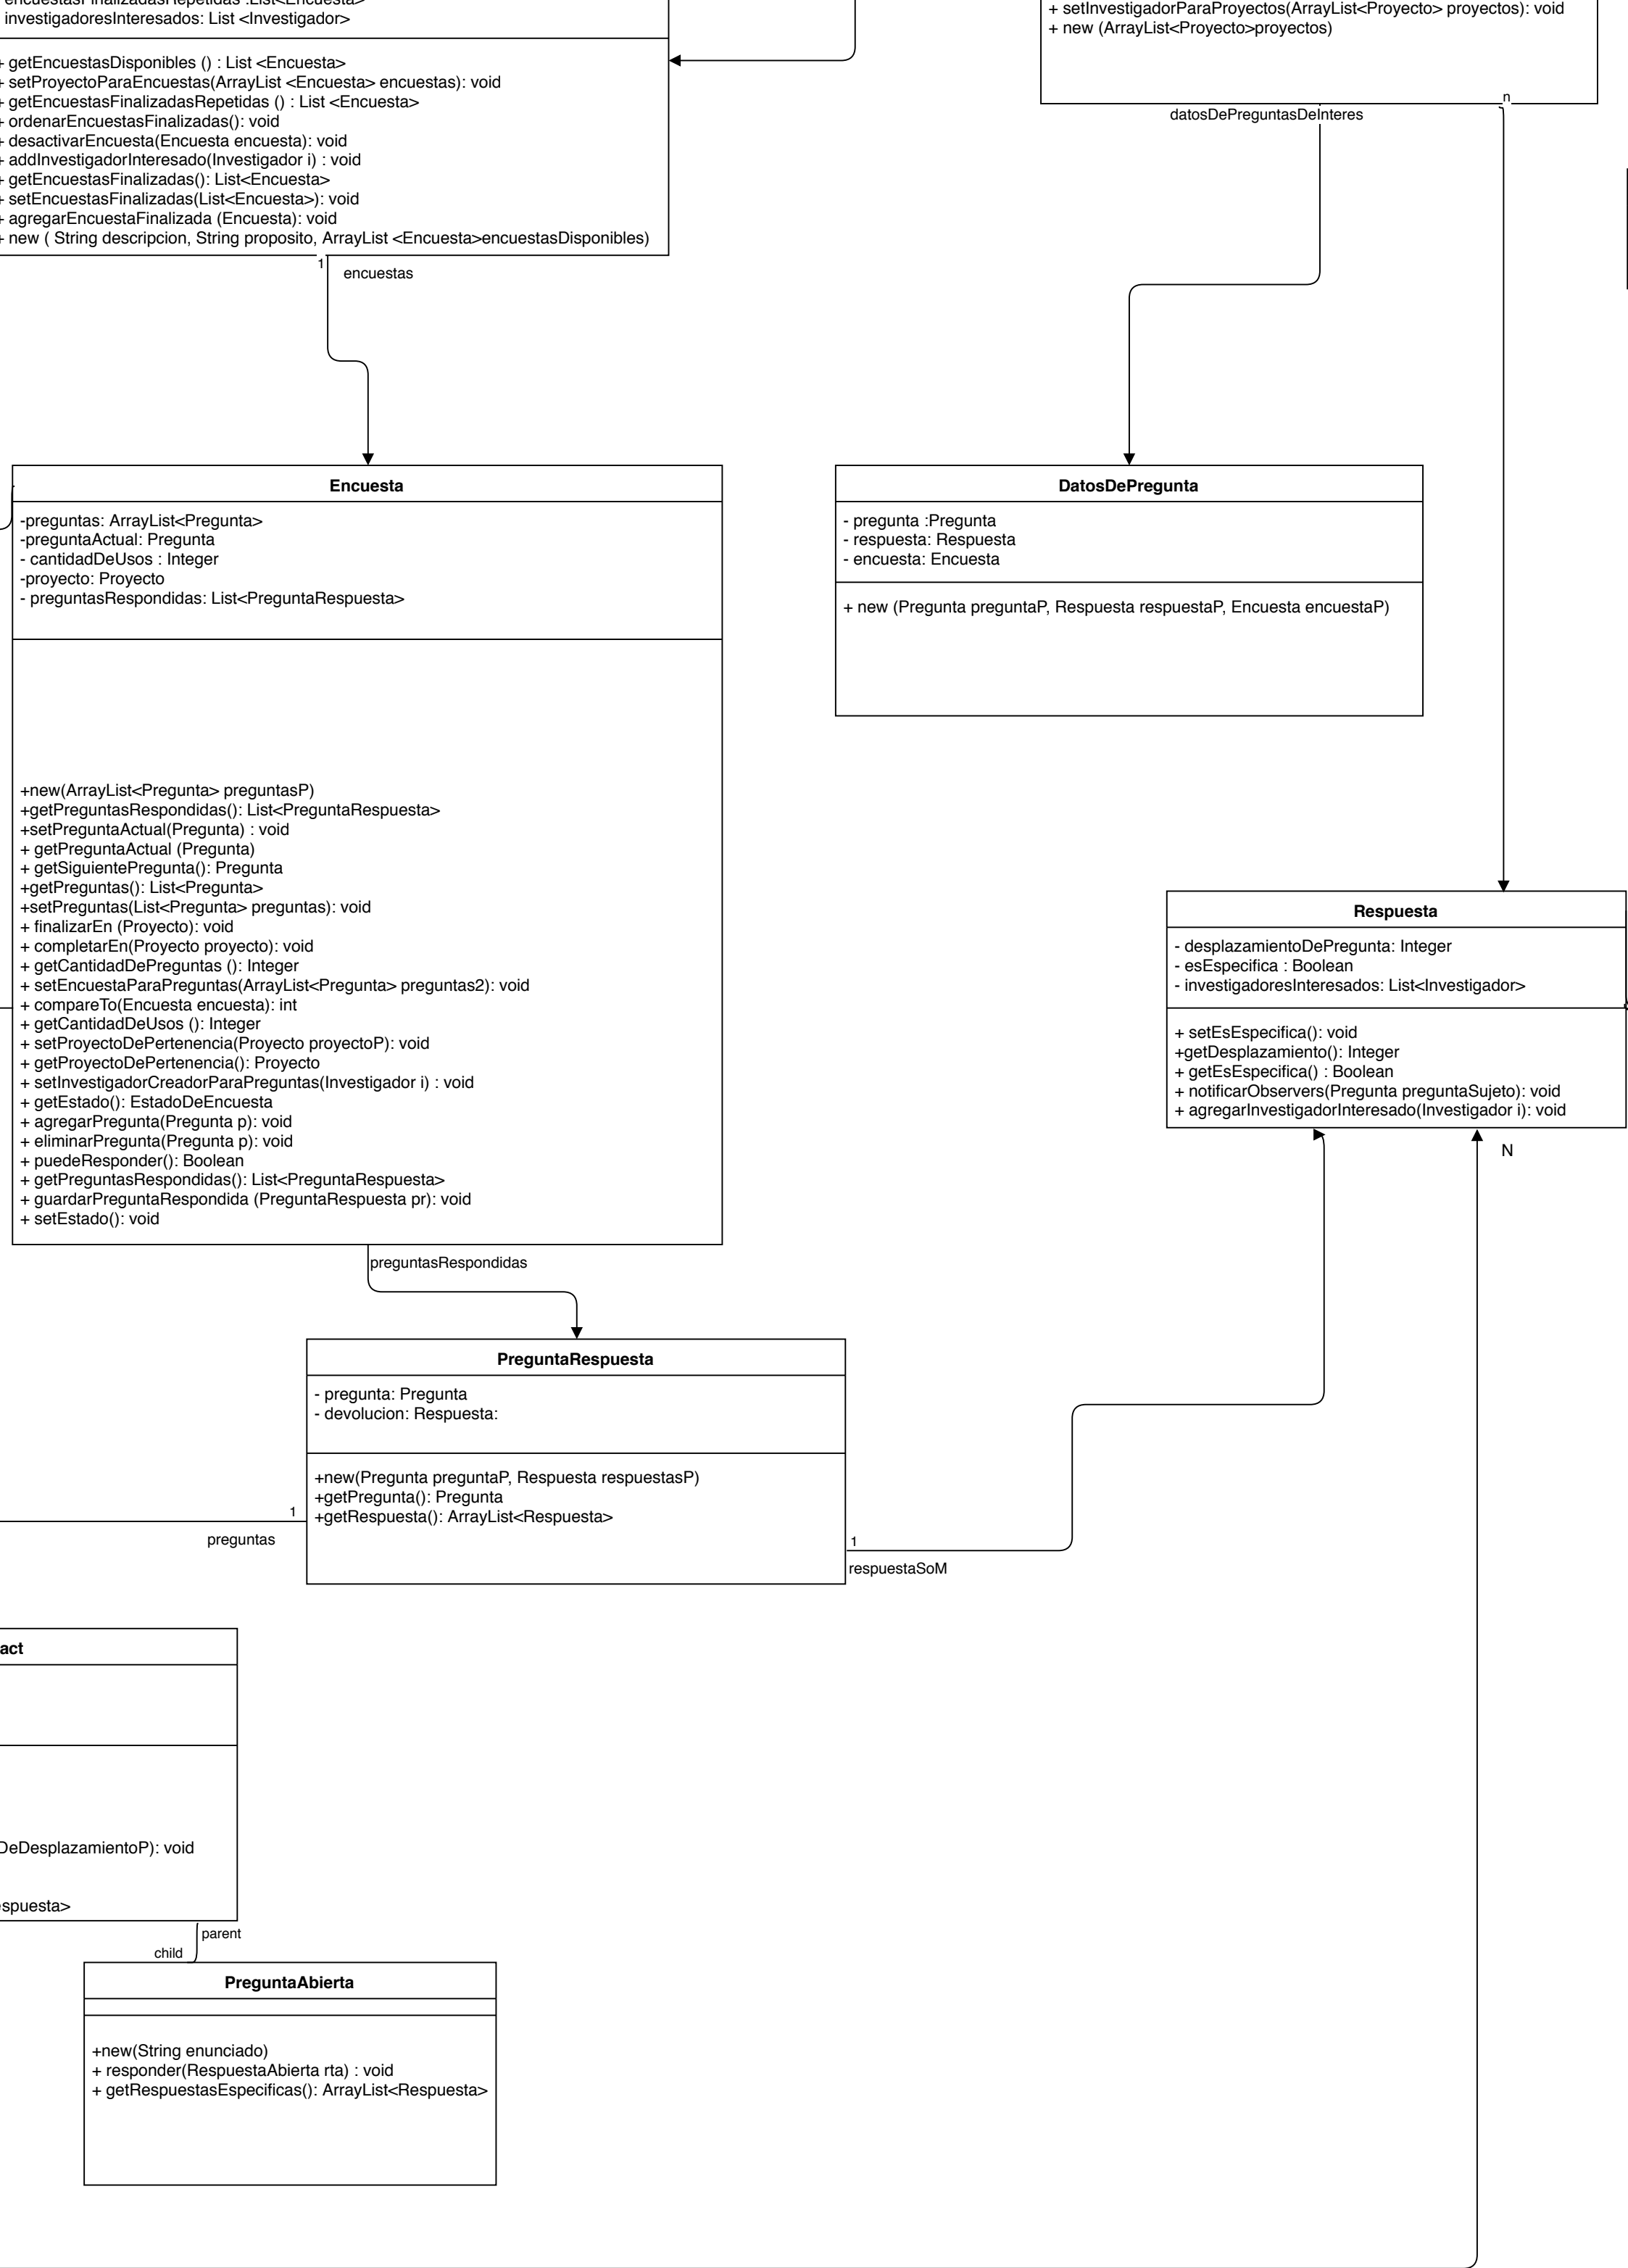 investigadoresInteresados: List <Investigador>
+ getEncuestasDisponibles () : List <Encuesta>
+ setProyectoParaEncuestas(ArrayList <Encuesta> encuestas): void
+ getEncuestasFinalizadasRepetidas () : List <Encuesta>
+ ordenarEncuestasFinalizadas(): void
+ desactivarEncuesta(Encuesta encuesta): void
+ addInvestigadorInteresado(Investigador i) : void
+ getEncuestasFinalizadas(): List<Encuesta>
+ setEncuestasFinalizadas(List<Encuesta>): void
+ agregarEncuestaFinalizada (Encuesta): void
+ new ( String descripcion, String proposito, ArrayList <Encuesta>encuestasDisponibles)
1
encuestas
+ setInvestigadorParaProyectos(ArrayList<Proyecto> proyectos): void
+ new (ArrayList<Proyecto>proyectos)
n
datosDePreguntasDeInteres
Encuesta
-preguntas: ArrayList<Pregunta>
-preguntaActual: Pregunta
- cantidadDeUsos : Integer
-proyecto: Proyecto
- preguntasRespondidas: List<PreguntaRespuesta>
+new(ArrayList<Pregunta> preguntasP)
+getPreguntasRespondidas(): List<PreguntaRespuesta>
+setPreguntaActual(Pregunta) : void
+ getPreguntaActual (Pregunta)
+ getSiguientePregunta(): Pregunta
+getPreguntas(): List<Pregunta>
+setPreguntas(List<Pregunta> preguntas): void
+ finalizarEn (Proyecto): void
+ completarEn(Proyecto proyecto): void
+ getCantidadDePreguntas (): Integer
+ setEncuestaParaPreguntas(ArrayList<Pregunta> preguntas2): void
+ compareTo(Encuesta encuesta): int
+ getCantidadDeUsos (): Integer
+ setProyectoDePertenencia(Proyecto proyectoP): void
+ getProyectoDePertenencia(): Proyecto
+ setInvestigadorCreadorParaPreguntas(Investigador i) : void
+ getEstado(): EstadoDeEncuesta
+ agregarPregunta(Pregunta p): void
+ eliminarPregunta(Pregunta p): void
+ puedeResponder(): Boolean
+ getPreguntasRespondidas(): List<PreguntaRespuesta>
+ guardarPreguntaRespondida (PreguntaRespuesta pr): void
+ setEstado(): void
preguntasRespondidas
DatosDePregunta
- pregunta :Pregunta
- respuesta: Respuesta
- encuesta: Encuesta
+ new (Pregunta preguntaP, Respuesta respuestaP, Encuesta encuestaP)
Respuesta
- desplazamientoDePregunta: Integer
- esEspecifica : Boolean
- investigadoresInteresados: List<Investigador>
+ setEsEspecifica(): void
+getDesplazamiento(): Integer
+ getEsEspecifica() : Boolean
+ notificarObservers(Pregunta preguntaSujeto): void
+ agregarInvestigadorInteresado(Investigador i): void
N
PreguntaRespuesta
- pregunta: Pregunta
- devolucion: Respuesta:
+new(Pregunta preguntaP, Respuesta respuestasP)
+getPregunta(): Pregunta
+getRespuesta(): ArrayList<Respuesta>
1
preguntas
1
respuestaSoM
act
DeDesplazamientoP): void
spuesta>
parent
child
PreguntaAbierta
+new(String enunciado)
+ responder(RespuestaAbierta rta) : void
+ getRespuestasEspecificas(): ArrayList<Respuesta>